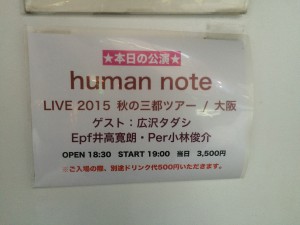 ★本日の公演★
human note
LIVE 2015 秋の三都ツアー / 大阪
ゲスト：広沢タダシ
Epf井高寛朗・Per小林俊介
OPEN 18:30 START 19:00 当日 3,500円
※ご入場の際、別途ドリンク代500円いただきます。